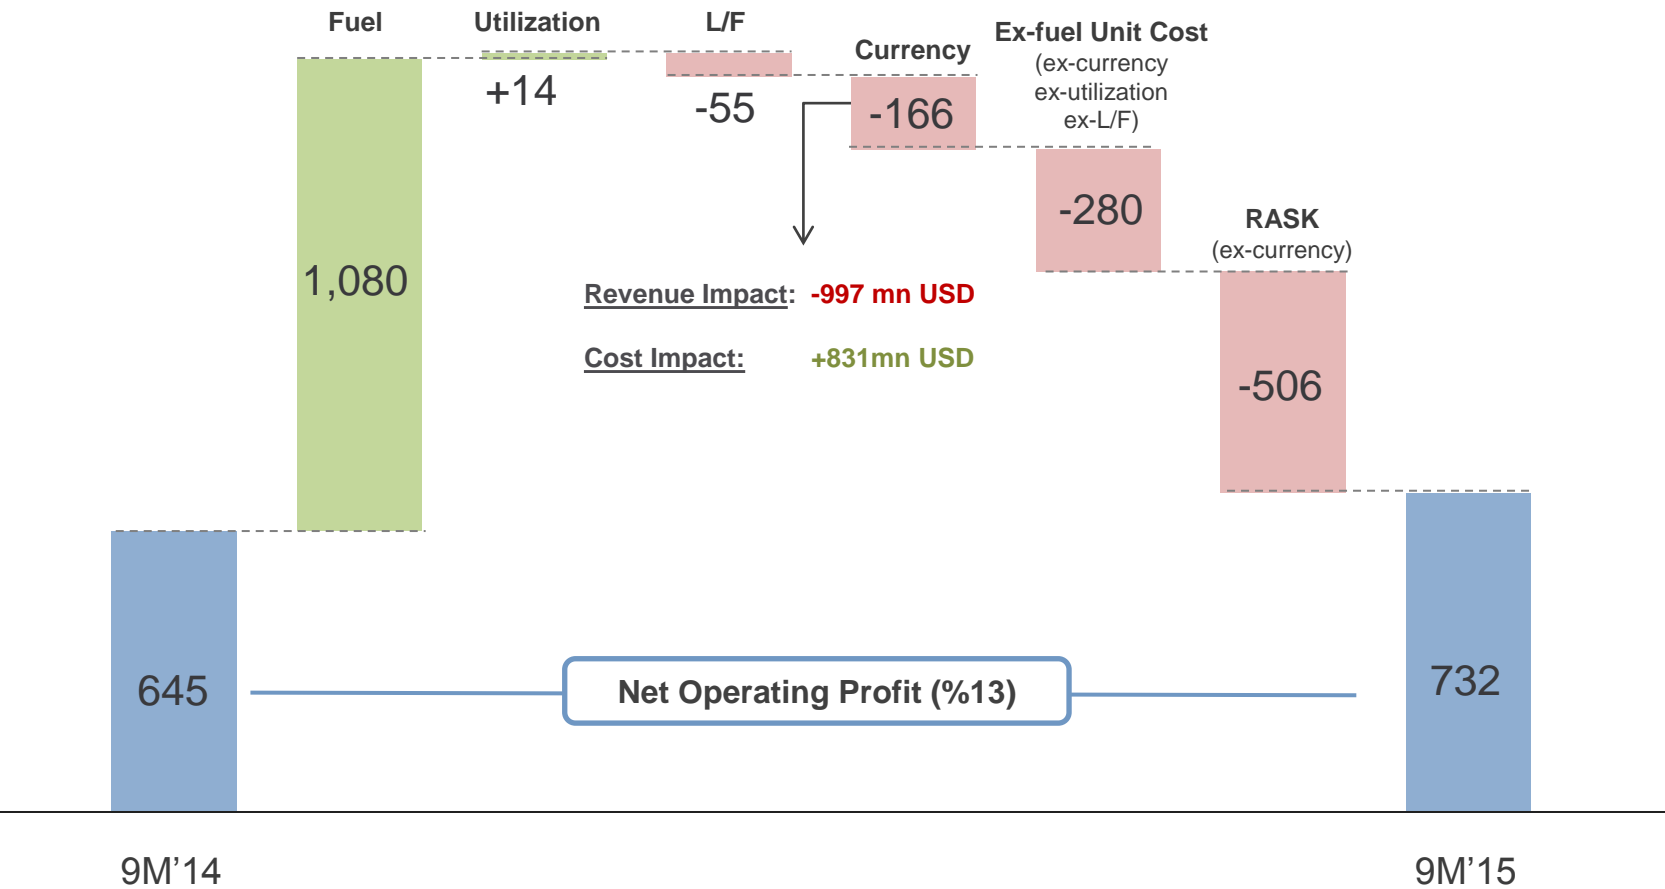 Fuel
Utilization
L/F
Currency
Ex-fuel Unit Cost
(ex-currency
ex-utilization
ex-L/F)
RASK
(ex-currency)
1,080
+14
-55
-166
-280
-506
Revenue Impact: -997 mn USD
Cost Impact: +831mn USD
645
Net Operating Profit (%13)
732
9M’14
9M’15